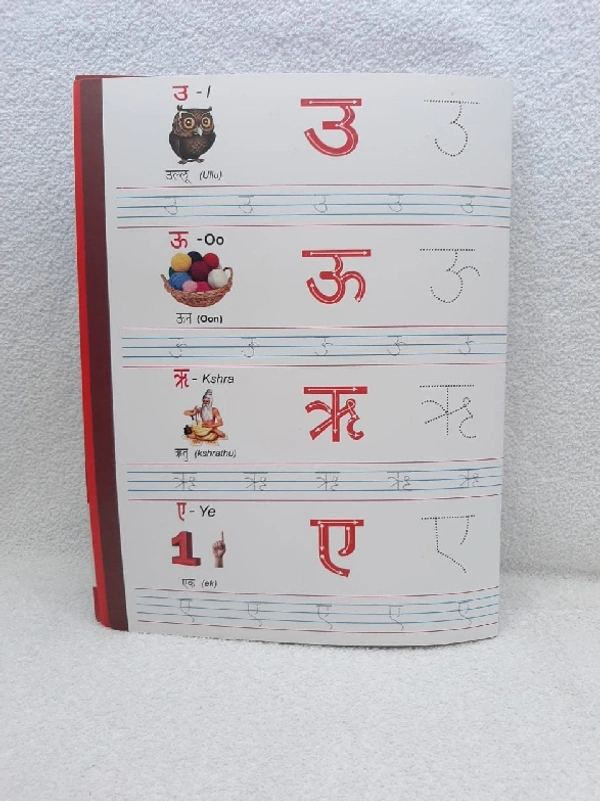 उ - I उ उ
उल्लू (Ullu)
उ उ उ उ उ
ऊ - Oo ऊ ऊ
ऊन (Oon)
ऊ ऊ ऊ ऊ ऊ
ऋ - Kshra ऋ ऋ
ऋतु (kshrathu)
ऋ ऋ ऋ ऋ ऋ
ए - Ye ए ए
1
एक (ek)
ए ए ए ए ए